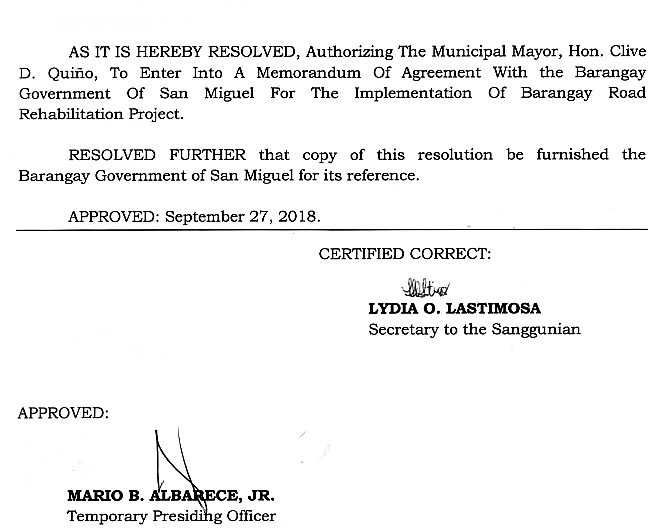 AS IT IS HEREBY RESOLVED, Authorizing The Municipal Mayor, Hon. Clive
D. Quiño, To Enter Into A Memorandum Of Agreement With the Barangay
Government Of San Miguel For The Implementation Of Barangay Road
Rehabilitation Project.
RESOLVED FURTHER that copy of this resolution be furnished the
Barangay Government of San Miguel for its reference.
APPROVED: September 27, 2018.
CERTIFIED CORRECT:
LYDIA O. LASTIMOSA
Secretary to the Sanggunian
APPROVED:
MARIO B. ALBARECE, JR.
Temporary Presiding Officer